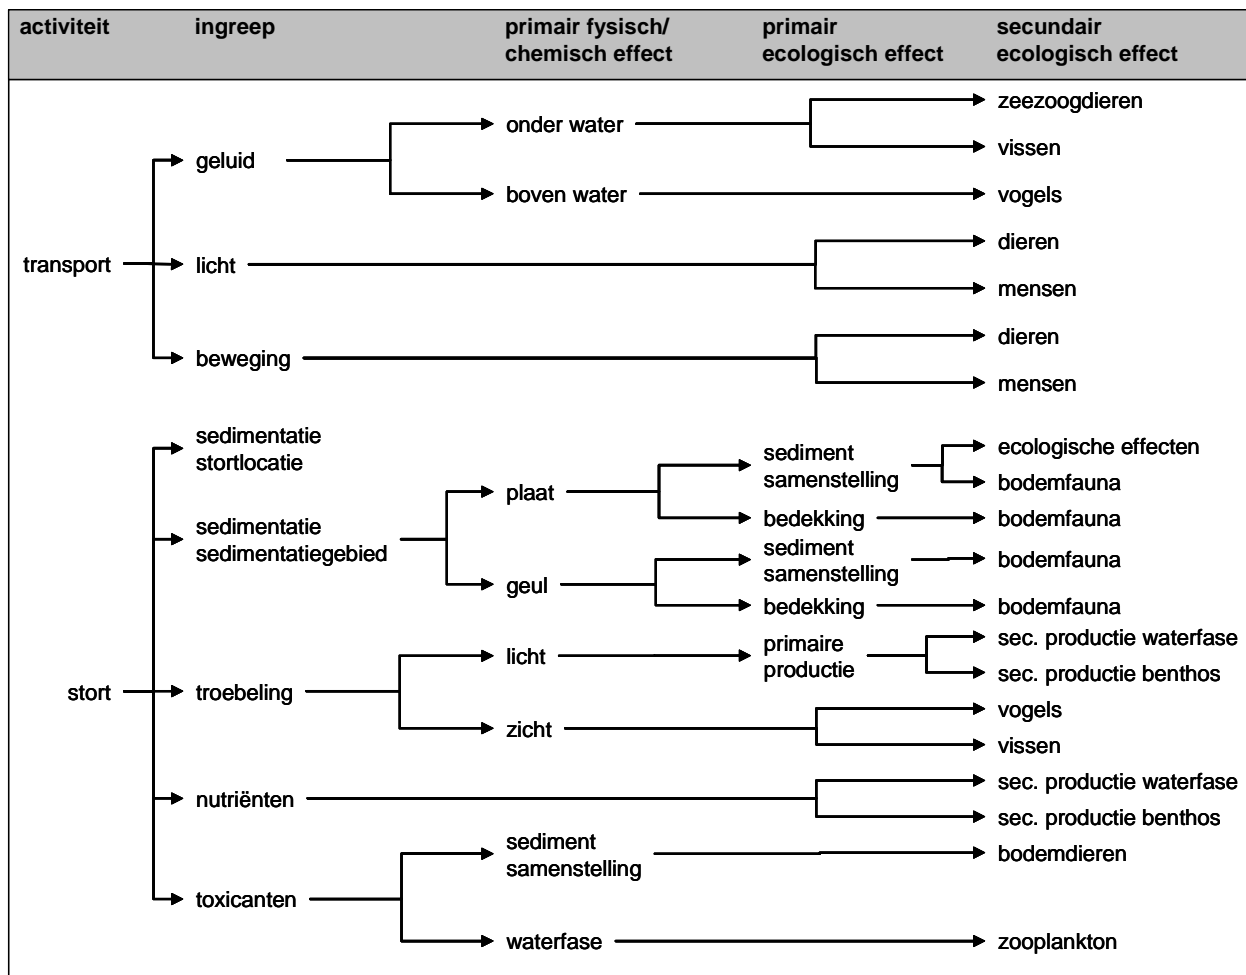 activiteit
ingreep
primair fysisch/
chemisch effect
primair
ecologisch effect
secundair
ecologisch effect
transport
geluid
onder water
zeezoogdieren
vissen
boven water
vogels
licht
dieren
mensen
beweging
dieren
mensen
stort
sedimentatie
stortlocatie
sedimentatie
sedimentatiegebied
plaat
sediment
samenstelling
ecologische effecten
bodemfauna
bedekking
bodemfauna
geul
sediment
samenstelling
bodemfauna
bedekking
bodemfauna
troebeling
licht
primaire
productie
sec. productie waterfase
sec. productie benthos
zicht
vogels
vissen
nutriënten
sec. productie waterfase
sec. productie benthos
toxicanten
sediment
samenstelling
bodemdieren
waterfase
zooplankton